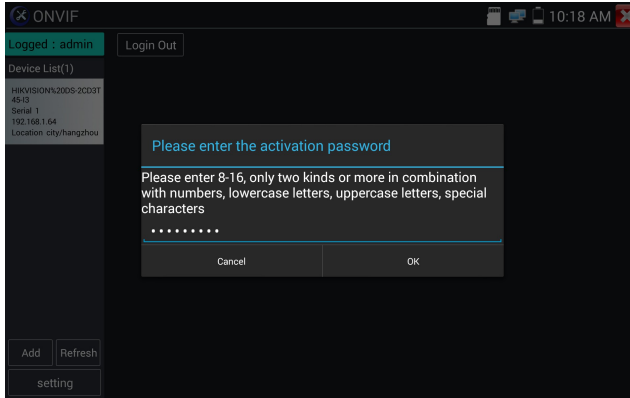 ONVIF
10:18 AM
Logged : admin
Login Out
Device List(1)
HIKVISION%20DS-2CD3T
45-I3
Serial 1
192.168.1.64
Location city/hangzhou
Please enter the activation password
Please enter 8-16, only two kinds or more in combination
with numbers, lowercase letters, uppercase letters, special
characters
•••••••••
Cancel
OK
Add
Refresh
setting